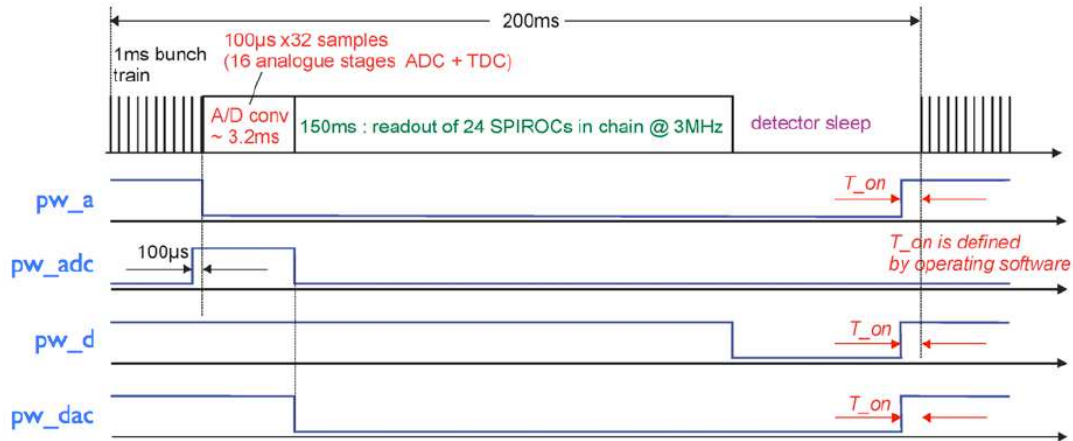 200ms
100µs x32 samples
(16 analogue stages ADC + TDC)
1ms bunch
train
A/D conv
~ 3.2ms
150ms : readout of 24 SPIROCs in chain @ 3MHz
detector sleep
pw_a
T_on
pw_adc
100µs
T_on is defined
by operating software
pw_d
T_on
pw_dac
T_on